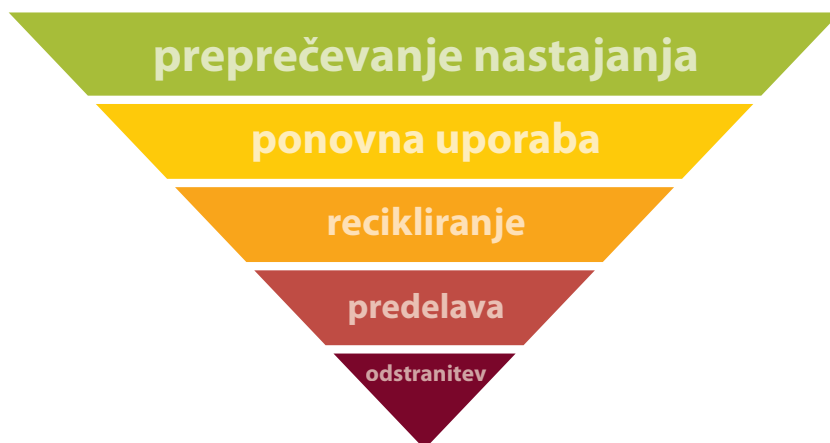 preprečevanje nastajanja
ponovna uporaba
recikliranje
predelava
odstranitev